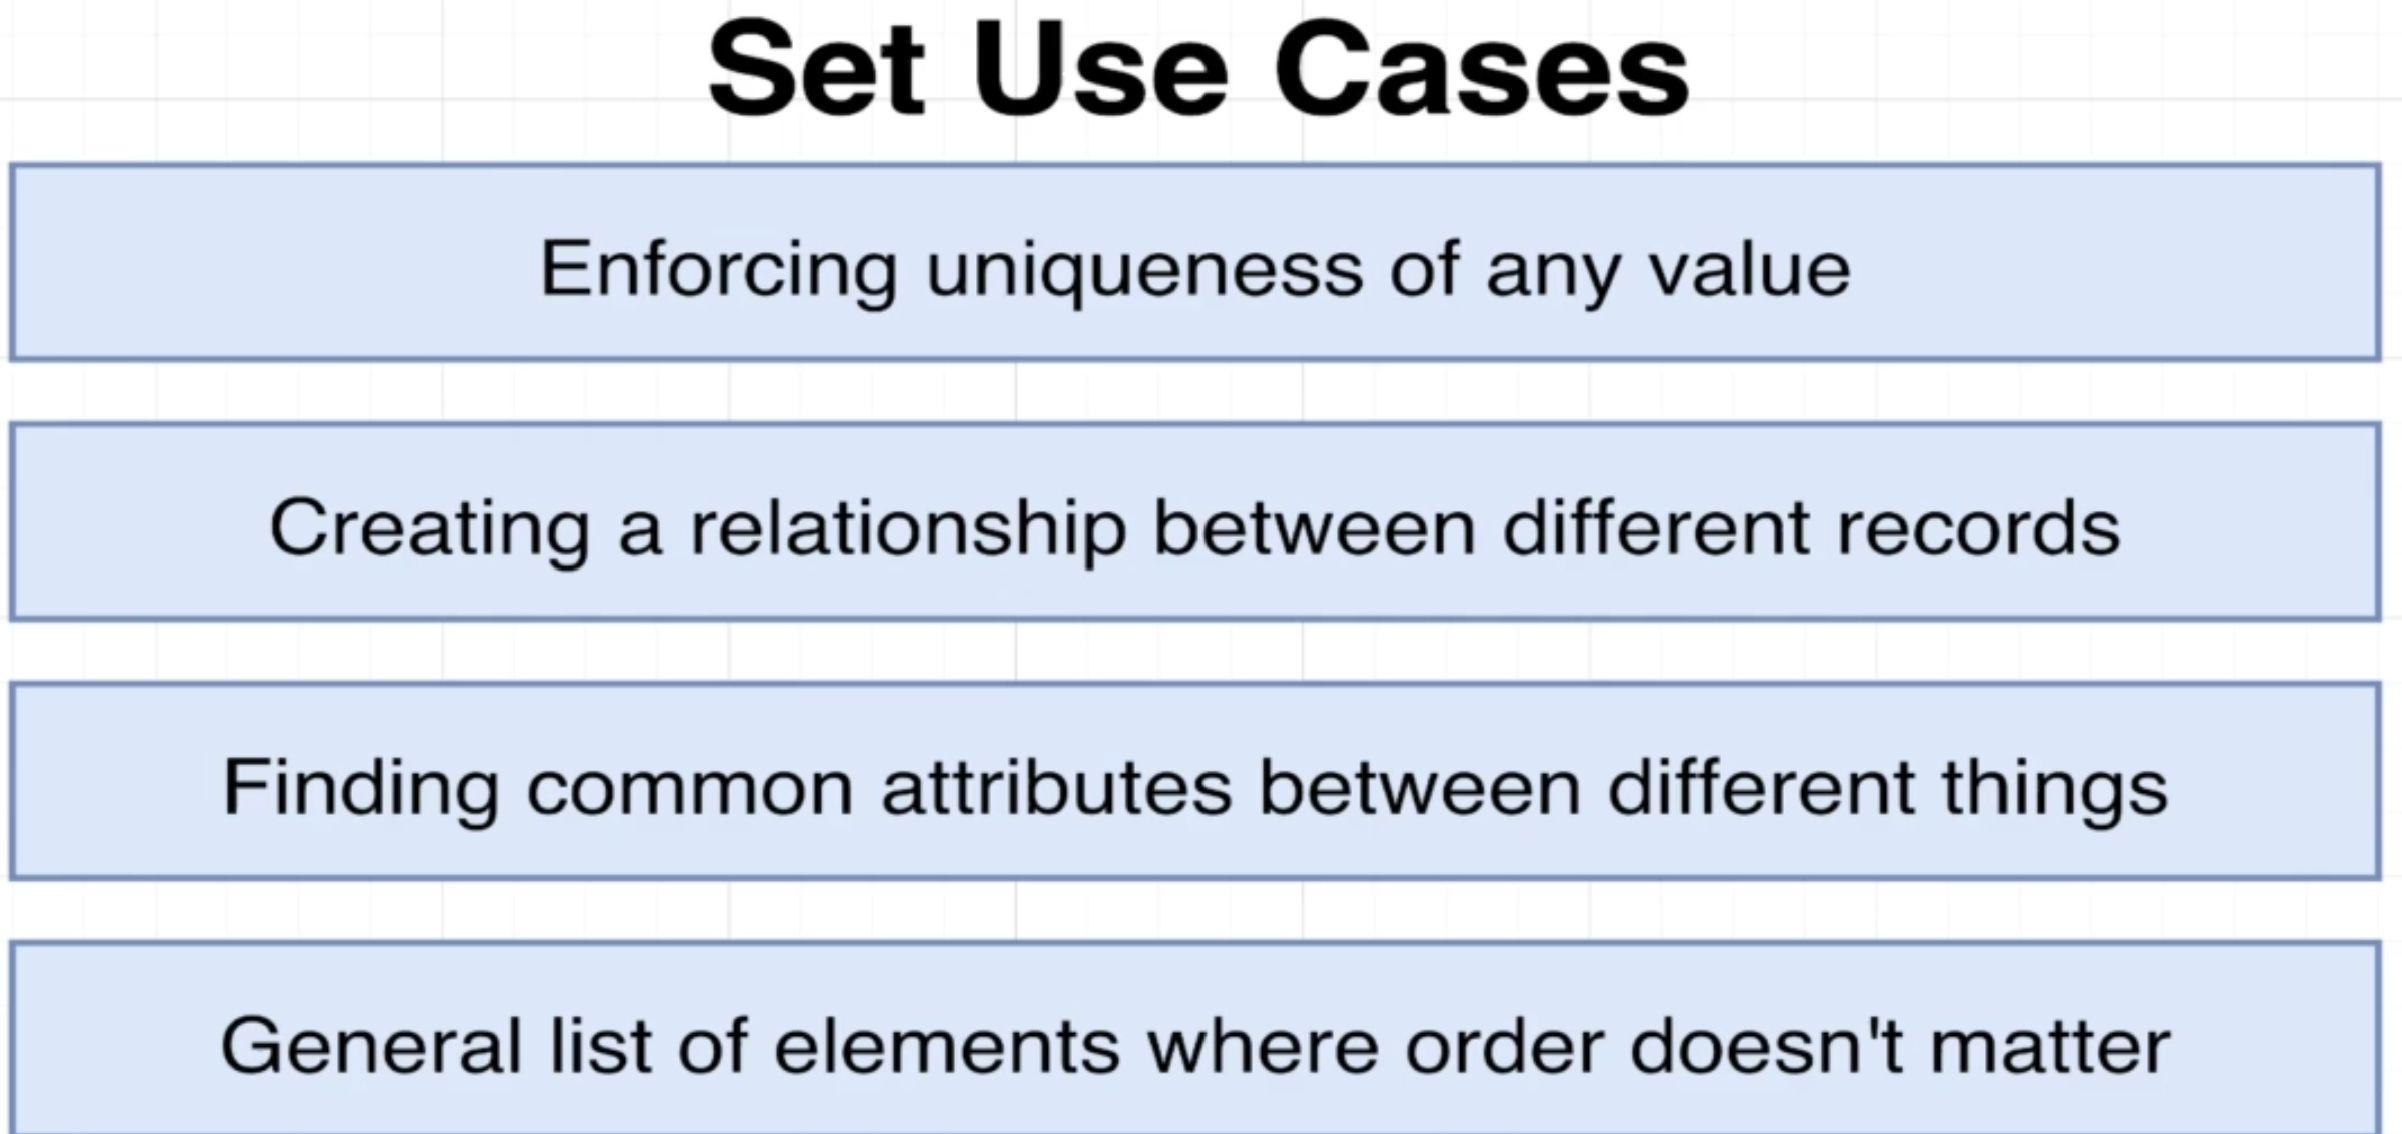 Set Use Cases
Enforcing uniqueness of any value
Creating a relationship between different records
Finding common attributes between different things
General list of elements where order doesn't matter